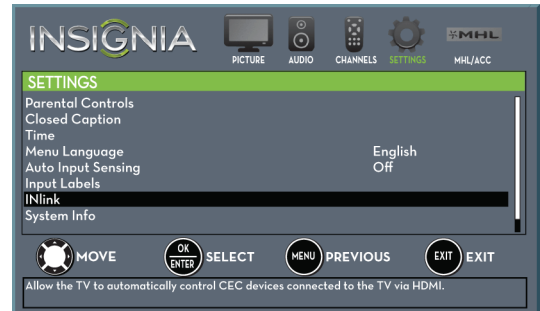 INSIGNIA
PICTURE AUDIO CHANNELS SETTINGS MHL MHL/ACC
SETTINGS
Parental Controls
Closed Caption
Time
Menu Language English
Auto Input Sensing Off
Input Labels
INlink
System Info
MOVE OK ENTER SELECT MENU PREVIOUS EXIT EXIT
Allow the TV to automatically control CEC devices connected to the TV via HDMI.